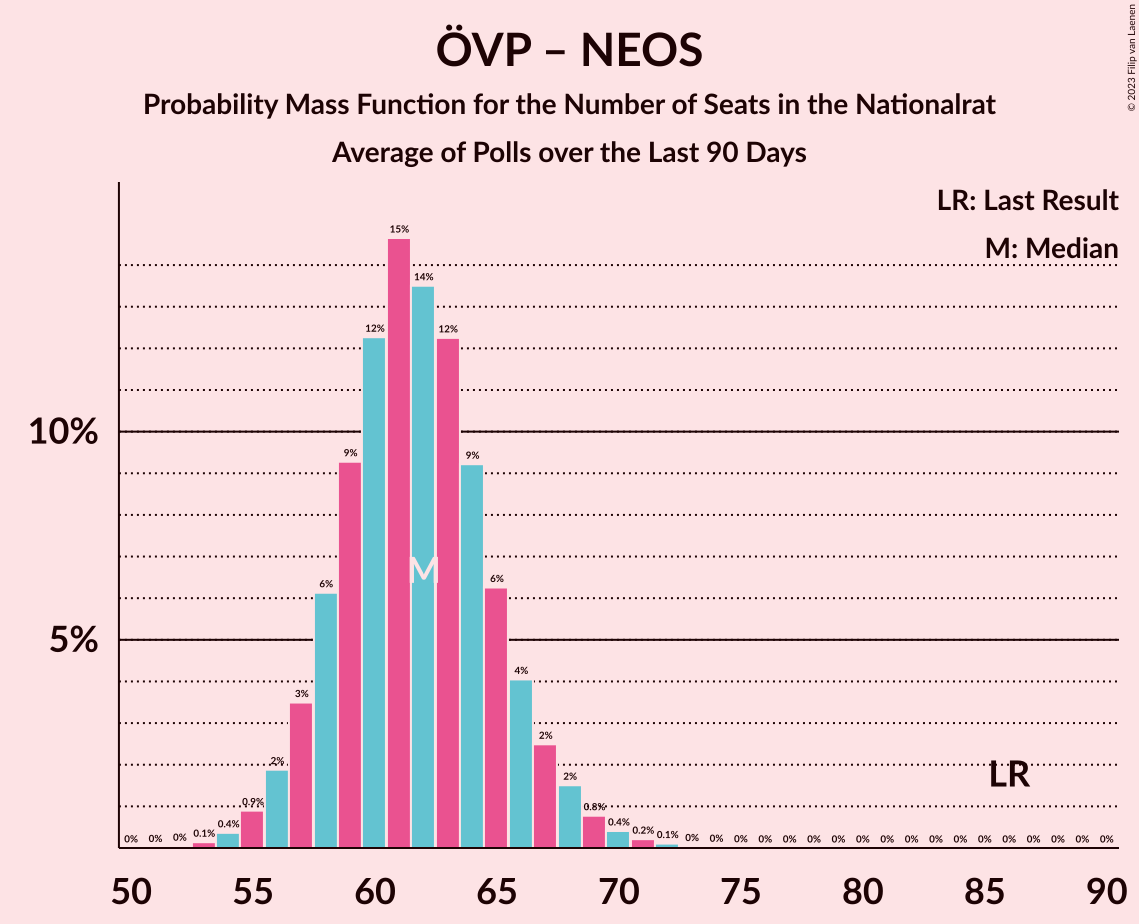 ÖVP – NEOS
Probability Mass Function for the Number of Seats in the Nationalrat
Average of Polls over the Last 90 Days
© 2023 Filip van Laenen
LR: Last Result
M: Median
10%
5%
0% 0% 0% 0.1% 0.4% 0.9% 2% 3% 6% 9% 12% 15% 14% 12% 9% 6% 4% 2% 2% 0.8% 0.4% 0.2% 0.1% 0% 0% 0% 0% 0% 0% 0% 0% 0% 0% 0% 0% 0% 0% 0% 0% 0% 0%
M
LR
50 55 60 65 70 75 80 85 90